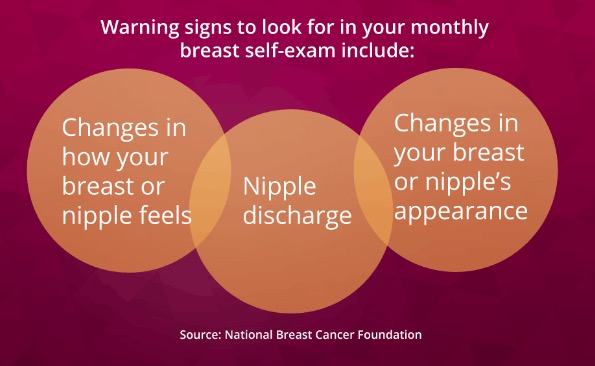 Warning signs to look for in your monthly
breast self-exam include:
Changes in
how your
breast or
nipple feels
Nipple
discharge
Changes in
your breast
or nipple's
appearance
Source: National Breast Cancer Foundation